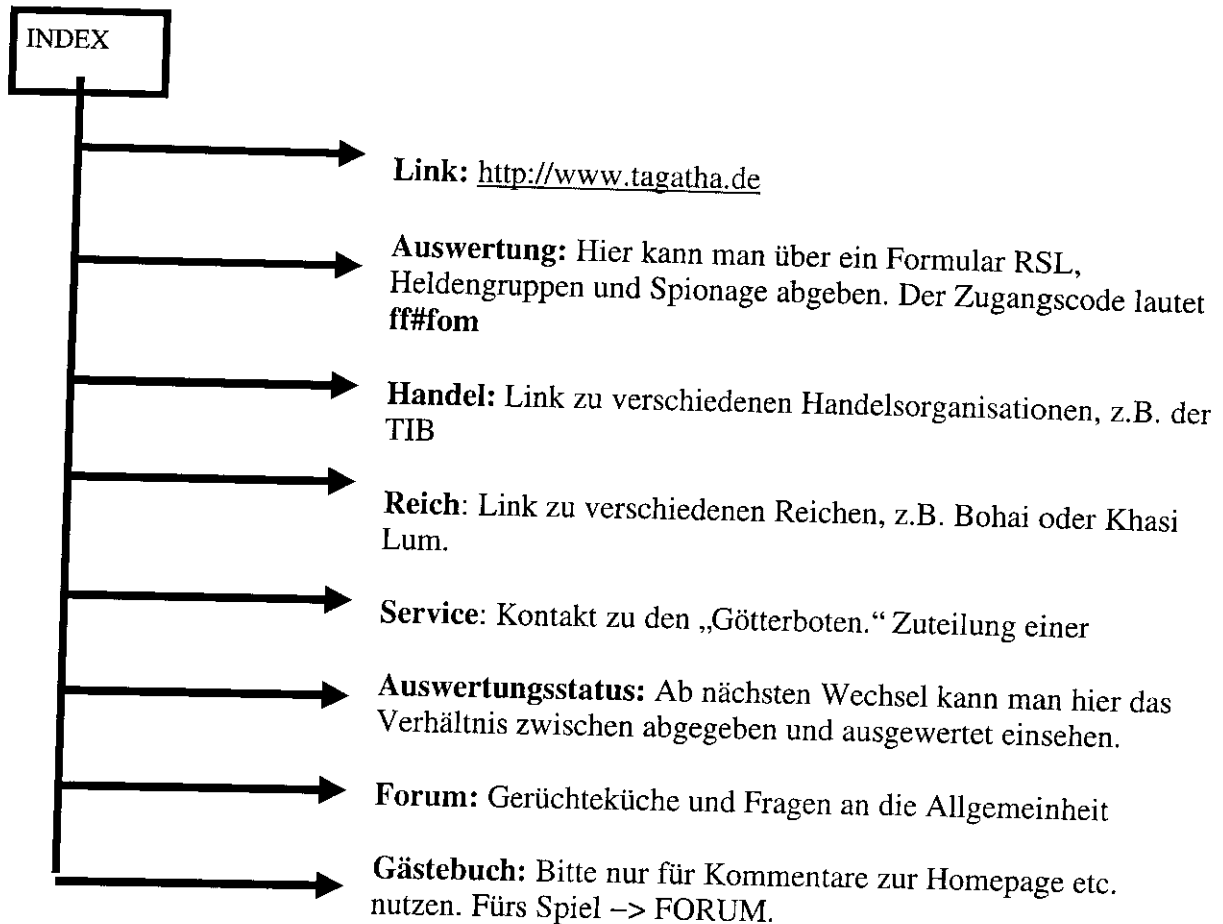 INDEX
Link: http://www.tagatha.de
Auswertung: Hier kann man über ein Formular RSL,
Heldengruppen und Spionage abgeben. Der Zugangscode lautet
ff#fom
Handel: Link zu verschiedenen Handelsorganisationen, z.B. der
TIB
Reich: Link zu verschiedenen Reichen, z.B. Bohai oder Khasi
Lum.
Service: Kontakt zu den „Götterboten.“ Zuteilung einer
Auswertungsstatus: Ab nächsten Wechsel kann man hier das
Verhältnis zwischen abgegeben und ausgewertet einsehen.
Forum: Gerüchteküche und Fragen an die Allgemeinheit
Gästebuch: Bitte nur für Kommentare zur Homepage etc.
nutzen. Fürs Spiel –> FORUM.